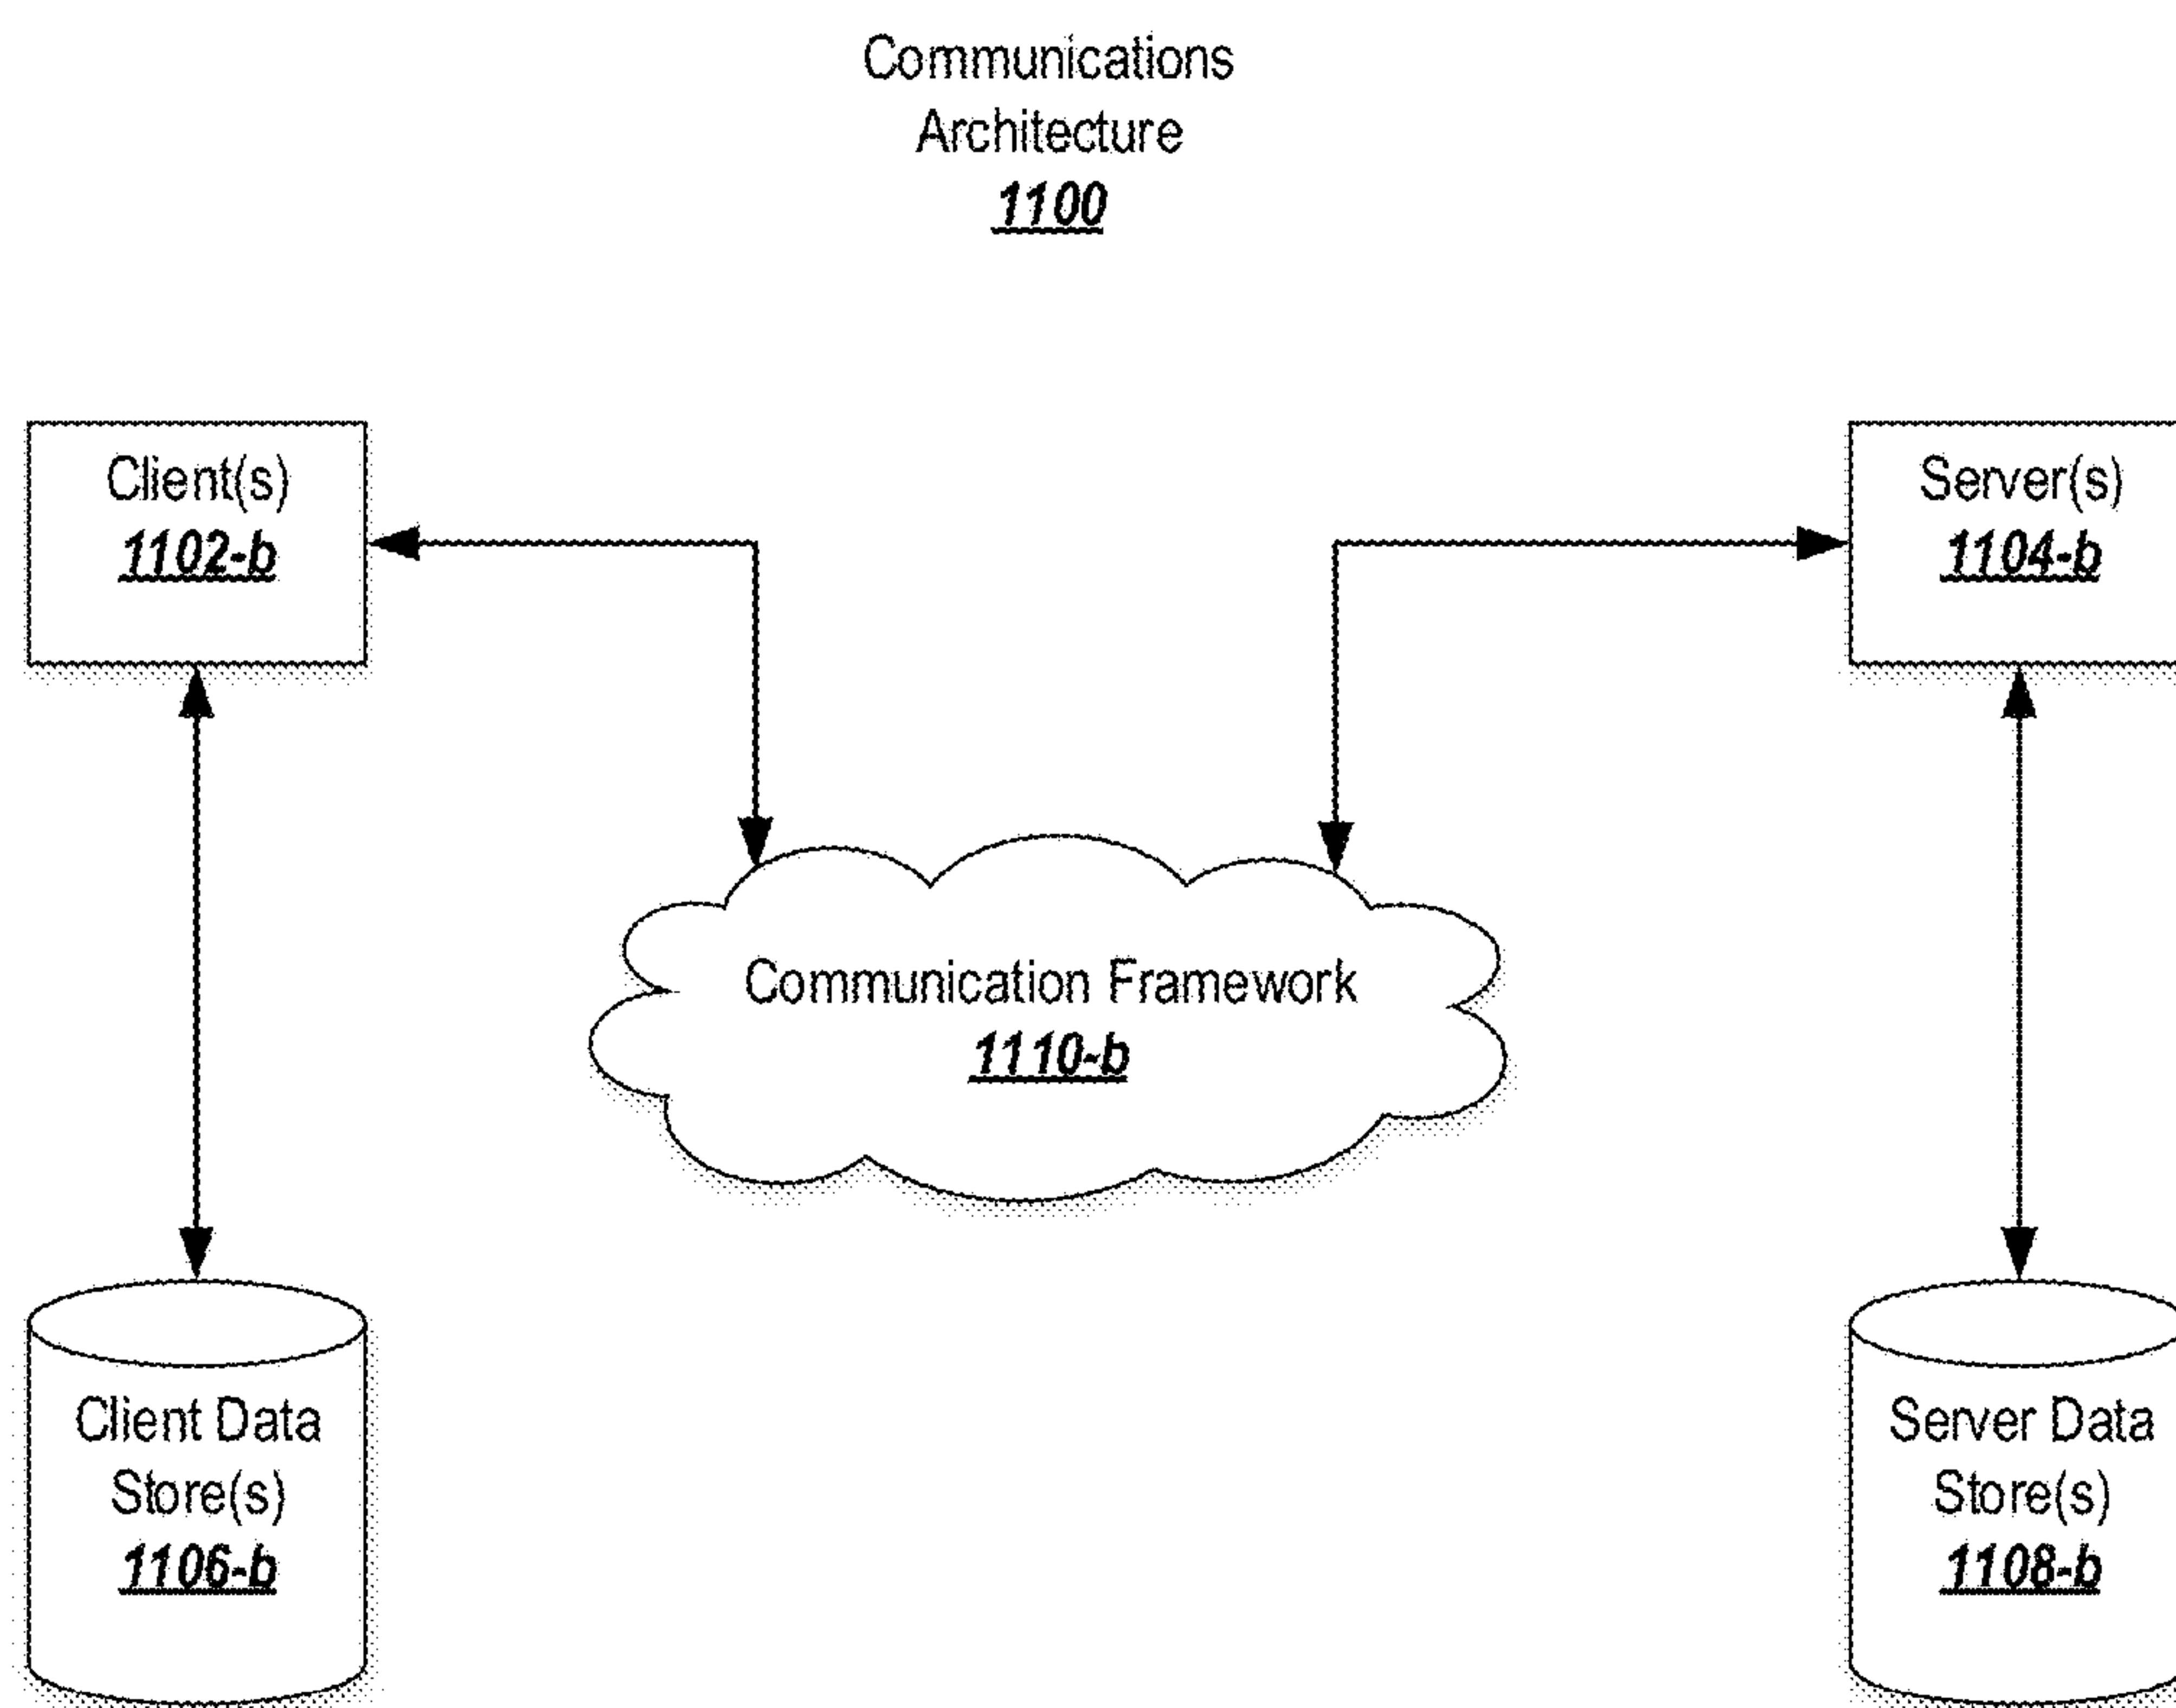 Communications
Architecture
1100
Client(s)
1102-b
Server(s)
1104-b
Communication Framework
1110-b
Client Data
Store(s)
1106-b
Server Data
Store(s)
1108-b